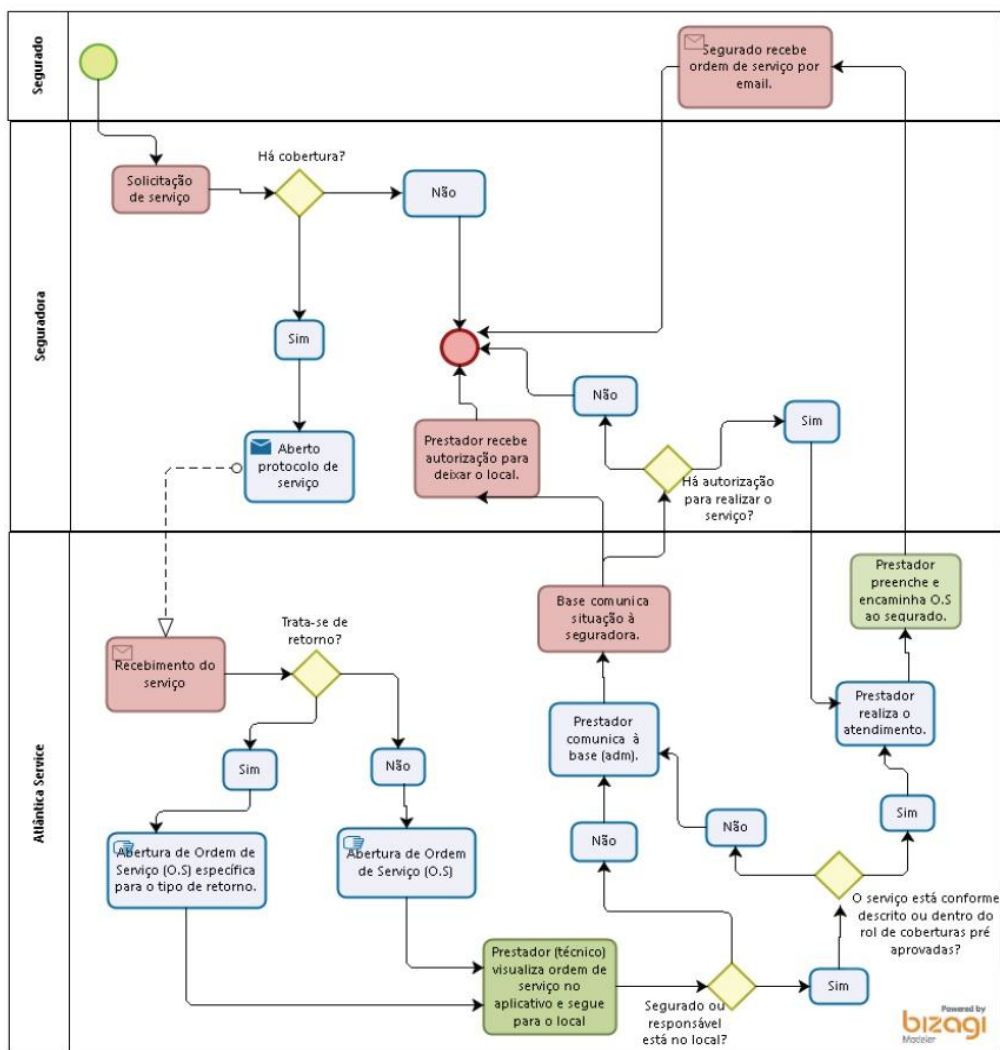 Segurado
Segurado recebe
ordem de serviço por
email.
Seguradora
Há cobertura?
Solicitação
de serviço
Não
Sim
Aberto
protocolo de
serviço
Prestador recebe
autorização para
deixar o local.
Não
Sim
Há autorização
para realizar o
serviço?
Atlântica Service
Prestador
preenche e
encaminha O.S
ao segurado.
Base comunica
situação à
seguradora.
Trata-se de
retorno?
Recebimento do
serviço
Prestador
comunica à
base (adm).
Prestador
realiza o
atendimento.
Sim
Não
Não
Não
Sim
Abertura de Ordem de
Serviço (O.S) específica
para o tipo de retorno.
Abertura de Ordem
de Serviço (O.S)
O serviço está conforme
descrito ou dentro do
rol de coberturas pré
aprovadas?
Prestador (técnico)
visualiza ordem de
serviço no
aplicativo e segue
para o local
Segurado ou
responsável
está no local?
Sim
Powered by
bizagi
Modeler